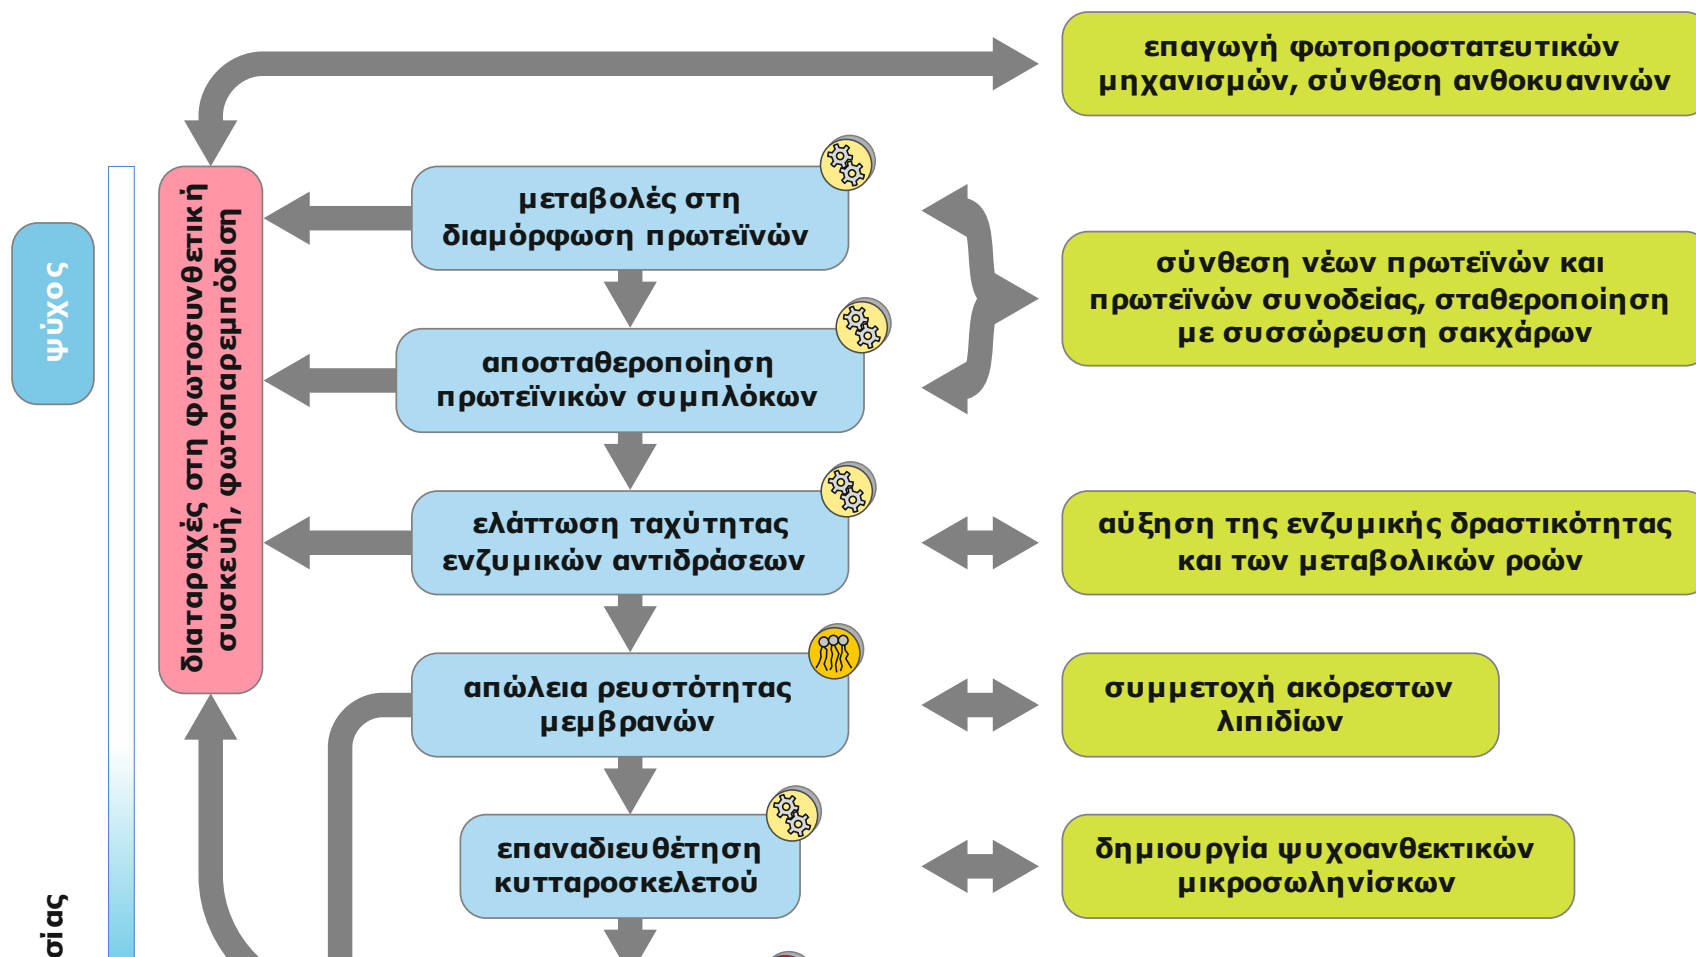 επαγωγή φωτοπροστατευτικών
μηχανισμών, σύνθεση ανθοκυανινών
ψύχος
διαταραχές στη φωτοσυνθετική
συσκευή, φωτοπαρεμπόδιση
μεταβολές στη
διαμόρφωση πρωτεϊνών
σύνθεση νέων πρωτεϊνών και
πρωτεϊνών συνοδείας, σταθεροποίηση
με συσσώρευση σακχάρων
αποσταθεροποίηση
πρωτεϊνικών συμπλόκων
ελάττωση ταχύτητας
ενζυμικών αντιδράσεων
αύξηση της ενζυμικής δραστικότητας
και των μεταβολικών ροών
απώλεια ρευστότητας
μεμβρανών
συμμετοχή ακόρεστων
λιπιδίων
επαναδιευθέτηση
κυτταροσκελετού
δημιουργία ψυχοανθεκτικών
μικροσωληνίσκων
σίας